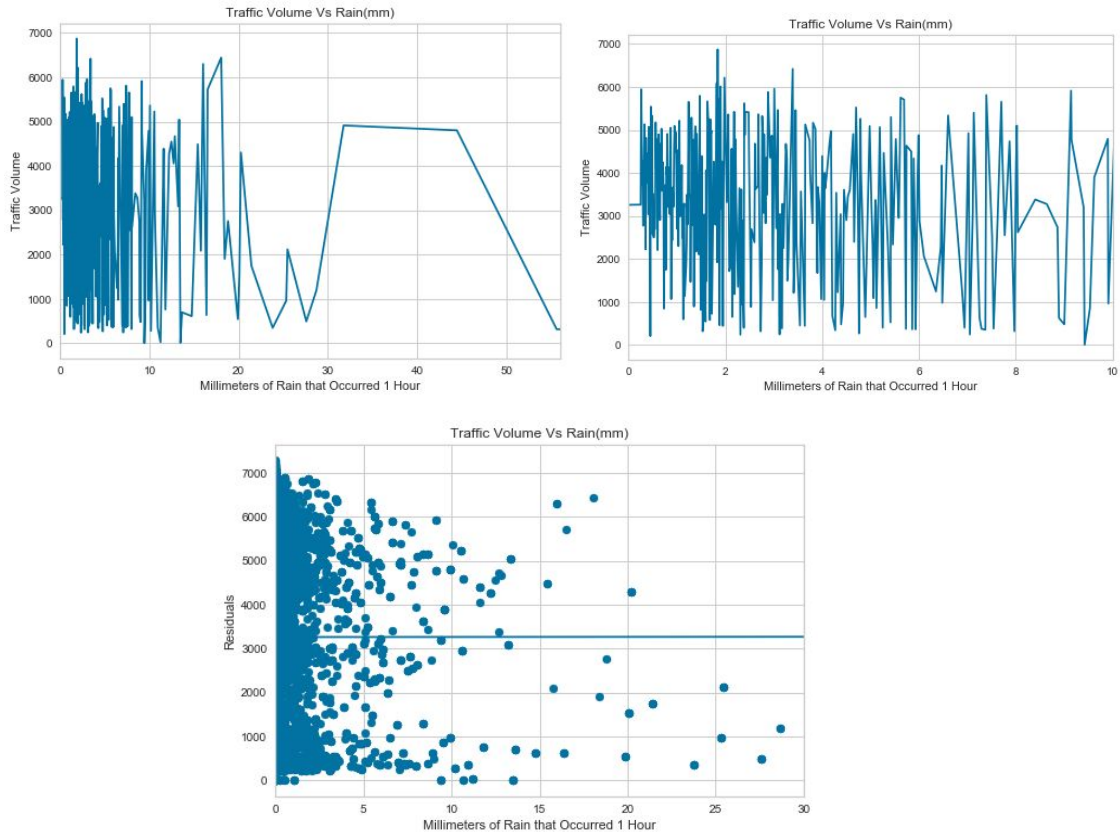 Traffic Volume Vs Rain(mm)
7000
6000
5000
4000
3000
2000
1000
0
Traffic Volume
0 10 20 30 40 50
Millimeters of Rain that Occurred 1 Hour
Traffic Volume Vs Rain(mm)
7000
6000
5000
4000
3000
2000
1000
0
Traffic Volume
0 2 4 6 8 10
Millimeters of Rain that Occurred 1 Hour
Traffic Volume Vs Rain(mm)
7000
6000
5000
4000
3000
2000
1000
0
Residuals
0 5 10 15 20 25 30
Millimeters of Rain that Occurred 1 Hour